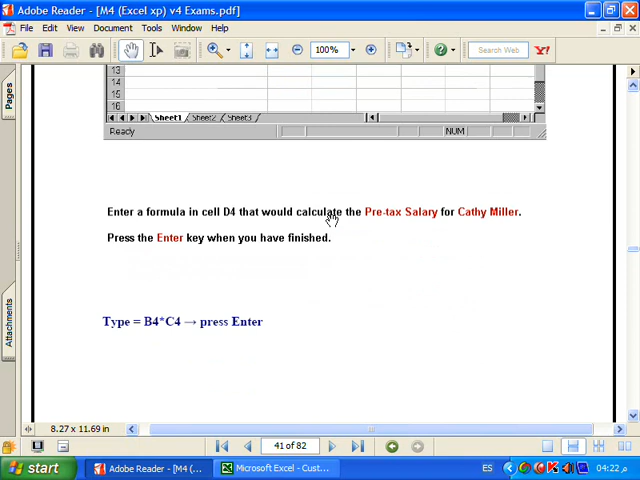 Adobe Reader - [M4 (Excel xp) v4 Exams.pdf]
File Edit View Document Tools Window Help
100%
Search Web
Pages
Attachments
13
14
15
16
Sheet1 Sheet2 Sheet3
Ready NUM
Enter a formula in cell D4 that would calculate the Pre-tax Salary for Cathy Miller.
Press the Enter key when you have finished.
Type = B4*C4 → press Enter
8.27 x 11.69 in
41 of 82
start Adobe Reader - [M4 (... Microsoft Excel - Cust... ES 04:22 م